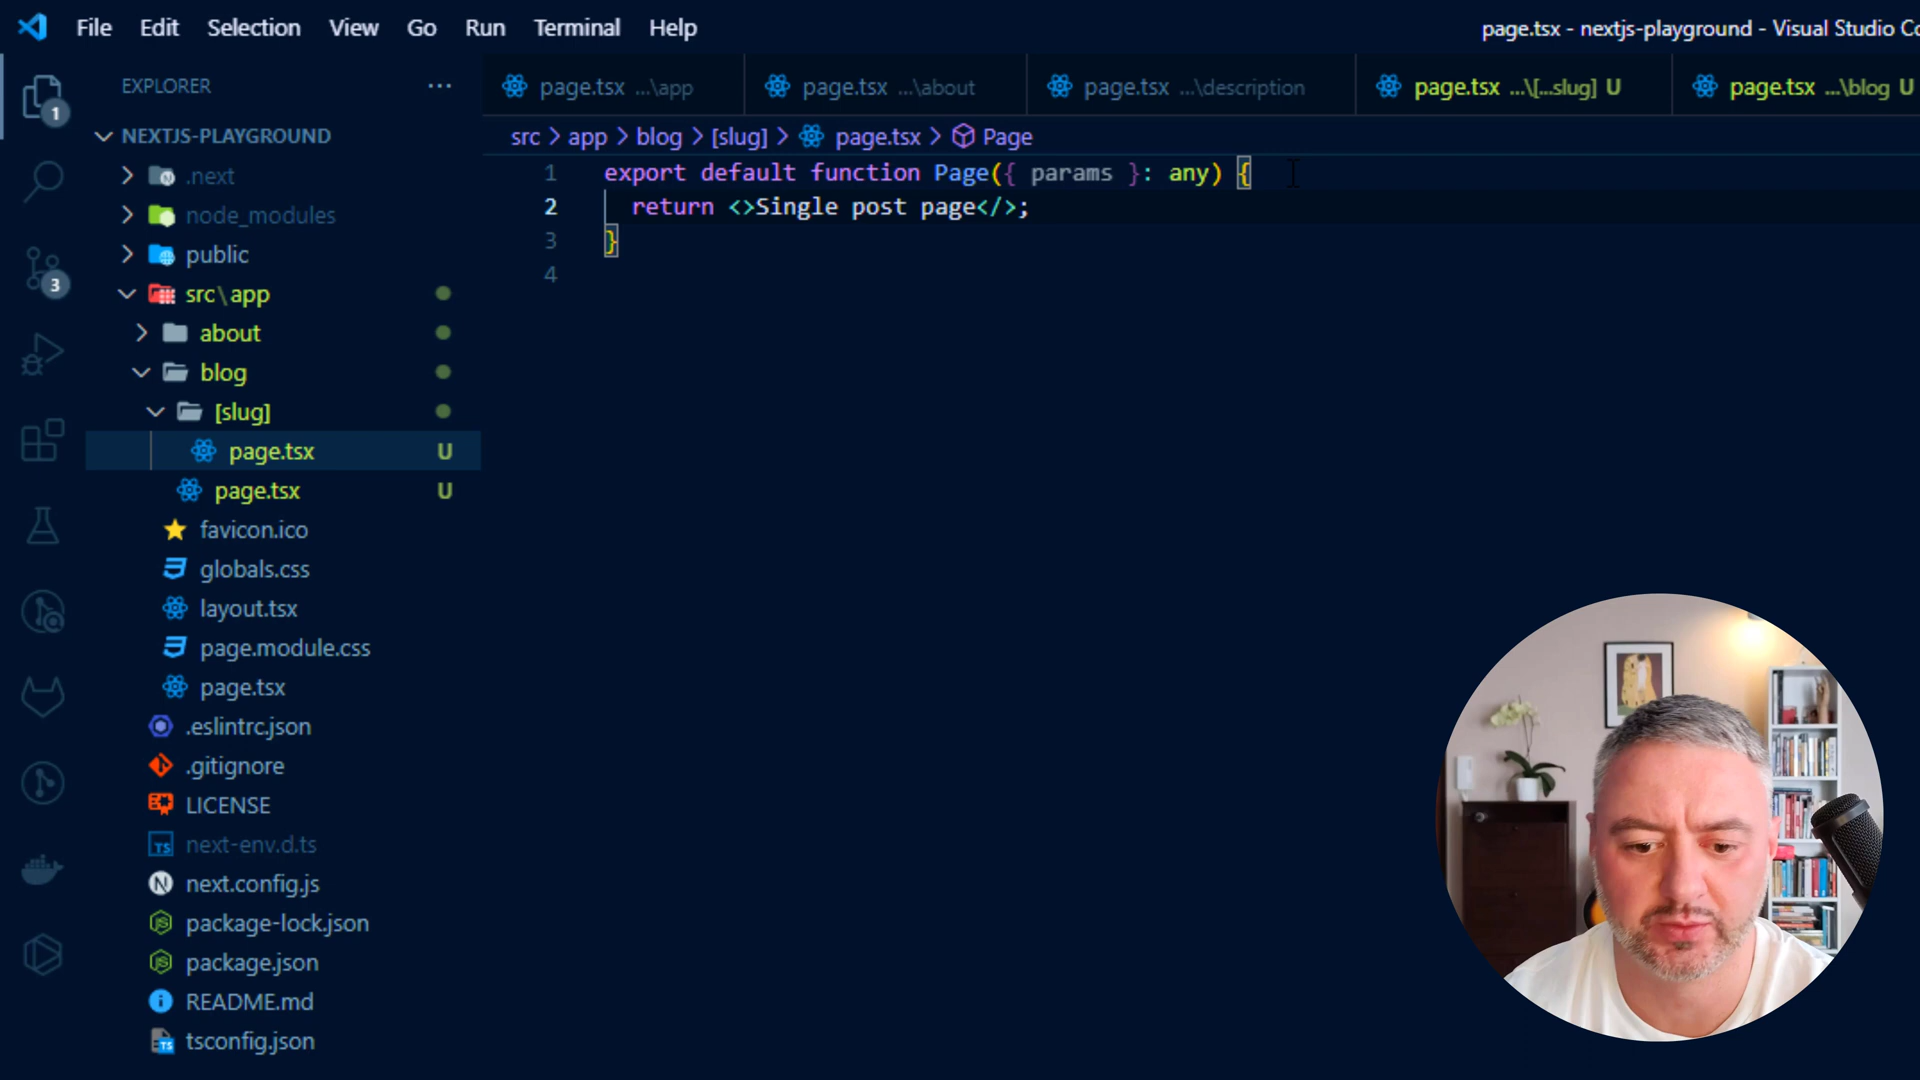 File Edit Selection View Go Run Terminal Help
page.tsx - nextjs-playground - Visual Studio Co
EXPLORER ···
page.tsx ...\app
page.tsx ...\about
page.tsx ...\description
page.tsx ...\[...slug] U
page.tsx ...\blog U
src > app > blog > [slug] > page.tsx > Page
1 export default function Page({ params }: any) {
2 return <>Single post page</>;
3 }
4
1
3
NEXTJS-PLAYGROUND
.next
node_modules
public
src\app
about
blog
[slug]
page.tsx U
page.tsx U
favicon.ico
globals.css
layout.tsx
page.module.css
page.tsx
.eslintrc.json
.gitignore
LICENSE
TS next-env.d.ts
N next.config.js
package-lock.json
package.json
README.md
TS tsconfig.json